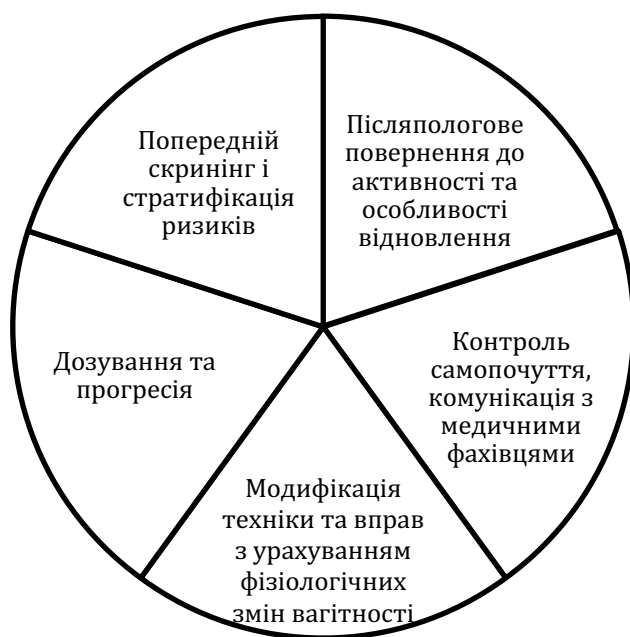 Попередній
скринінг і
стратифікація
ризиків
Післяпологове
повернення до
активності та
особливості
відновлення
Дозування та
прогресія
Контроль
самопочуття,
комунікація з
медичними
фахівцями
Модифікація
техніки та вправ
з урахуванням
фізіологічних
змін вагітності